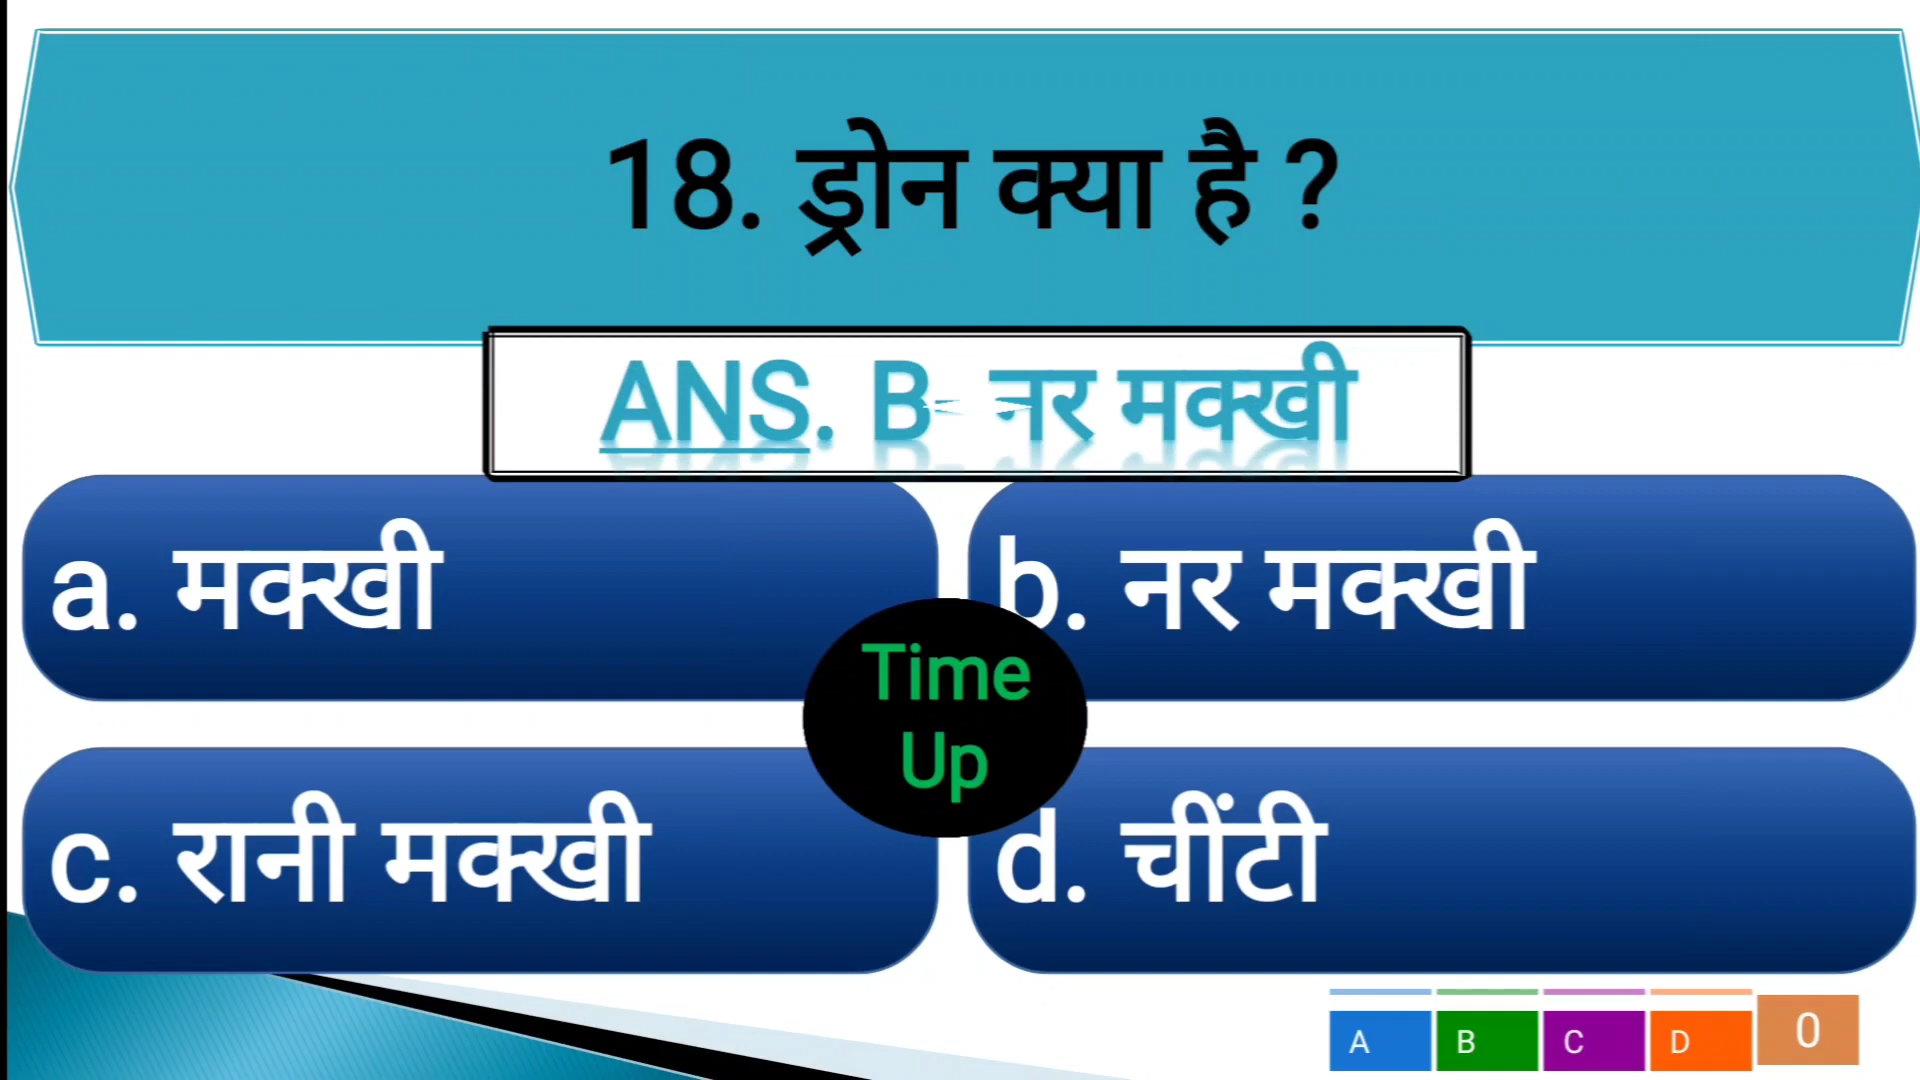 18. ड्रोन क्या है ?
ANS. B- नर मक्खी
a. मक्खी
b. नर मक्खी
Time
Up
c. रानी मक्खी
d. चींटी
A B C D 0